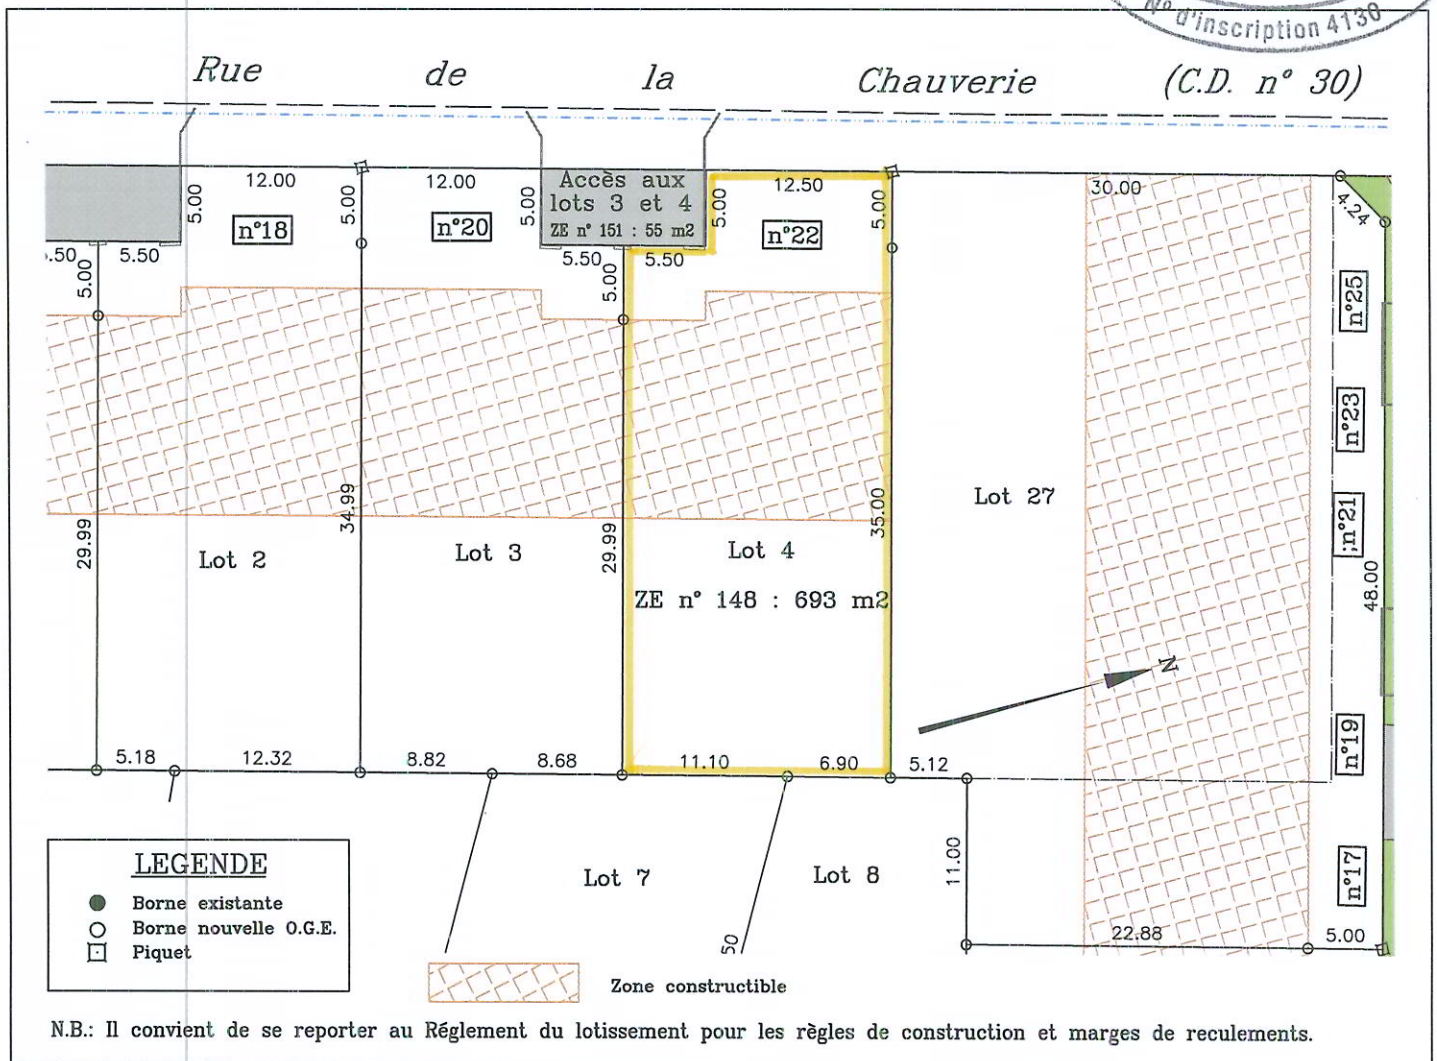 N° d'inscription 4130
Rue de la Chauverie (C.D. n° 30)
12.00 12.00 12.50 30.00
Accès aux
lots 3 et 4
ZE n° 151 : 55 m2
5.00 5.00 5.00 5.00 5.00
4.24
n°18 n°20 n°22
.50 5.50 5.50 5.50
5.00 5.00
n°25
n°23
;n°21
n°19
n°17
48.00
29.99 34.99 29.99 35.00
Lot 27
Lot 2 Lot 3 Lot 4
ZE n° 148 : 693 m2
N
5.18 12.32 8.82 8.68 11.10 6.90 5.12
11.00
Lot 7 Lot 8
50
22.88 5.00
LEGENDE
Borne existante
Borne nouvelle O.G.E.
Piquet
Zone constructible
N.B.: Il convient de se reporter au Réglement du lotissement pour les règles de construction et marges de reculements.